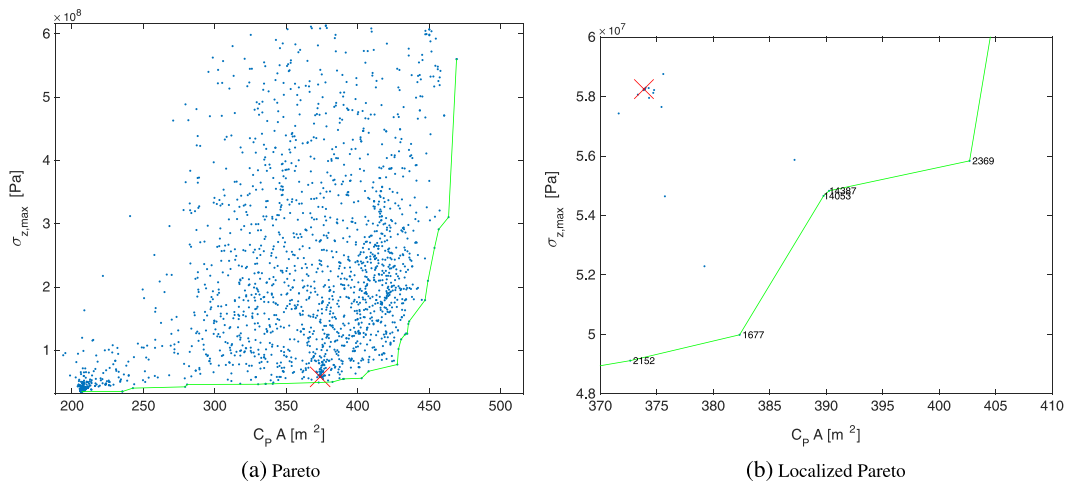 × 10^8
6
5
4
3
2
1
200 250 300 350 400 450 500
σ_z,max [Pa]
C_P A [m^2]
(a) Pareto
× 10^7
6
5.8
5.6
5.4
5.2
5
4.8
370 375 380 385 390 395 400 405 410
σ_z,max [Pa]
C_P A [m^2]
2369
14387
14053
1677
2152
(b) Localized Pareto